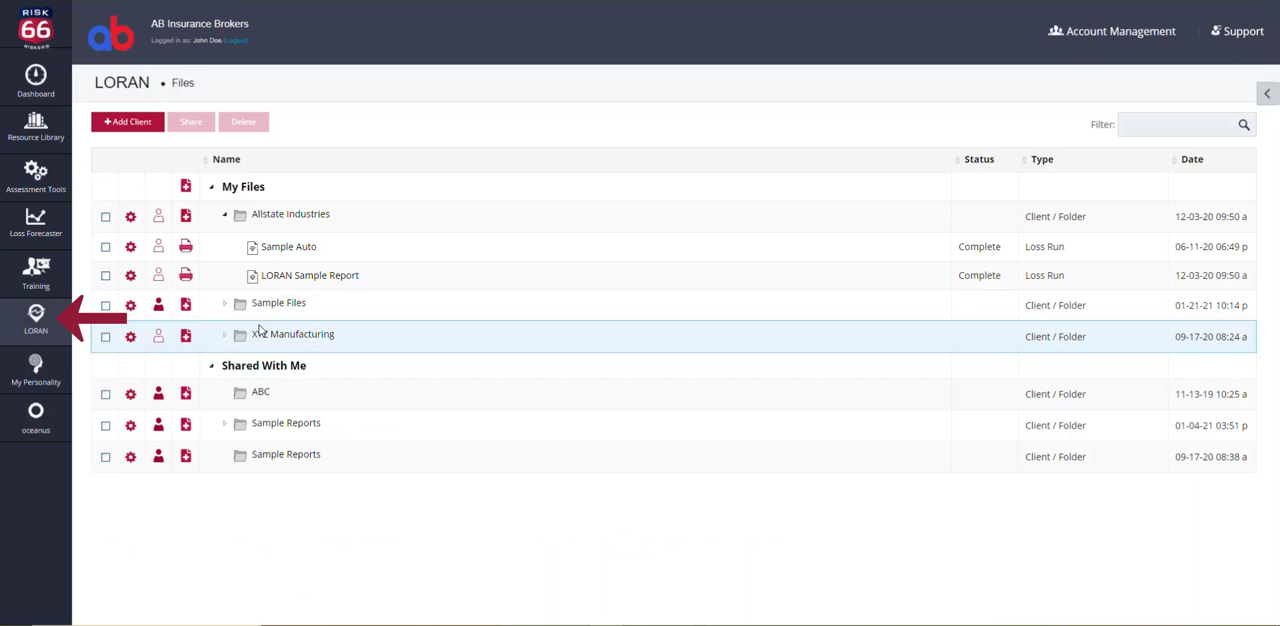 RISK
66
RISKORS
ab
AB Insurance Brokers
Logged in as: John Doe (Logout)
Account Management
Support
Dashboard
Resource Library
Assessment Tools
Loss Forecaster
Training
LORAN
My Personality
oceanus
LORAN • Files
+ Add Client
Share
Delete
Filter:
Name Status Type Date
My Files
Allstate Industries Client / Folder 12-03-20 09:50 a
Sample Auto Complete Loss Run 06-11-20 06:49 p
LORAN Sample Report Complete Loss Run 12-03-20 09:50 a
Sample Files Client / Folder 01-21-21 10:14 p
XYZ Manufacturing Client / Folder 09-17-20 08:24 a
Shared With Me
ABC Client / Folder 11-13-19 10:25 a
Sample Reports Client / Folder 01-04-21 03:51 p
Sample Reports Client / Folder 09-17-20 08:38 a